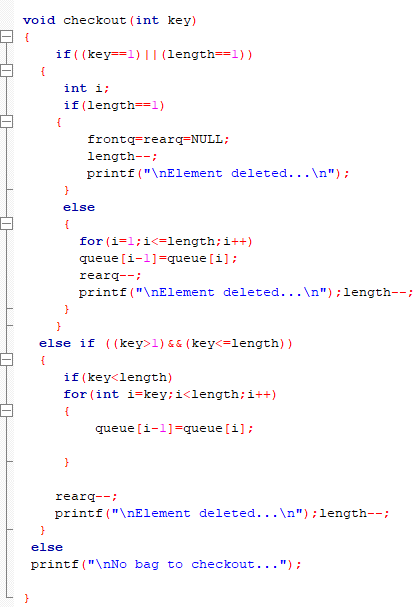 void checkout(int key)
{
if((key==1)||(length==1))
{
int i;
if(length==1)
{
frontq=rearq=NULL;
length--;
printf("\nElement deleted...\n");
}
else
{
for(i=1;i<=length;i++)
queue[i-1]=queue[i];
rearq--;
printf("\nElement deleted...\n");length--;
}
}
else if ((key>1)&&(key<=length))
{
if(key<length)
for(int i=key;i<length;i++)
{
queue[i-1]=queue[i];
}
rearq--;
printf("\nElement deleted...\n");length--;
}
else
printf("\nNo bag to checkout...");
}